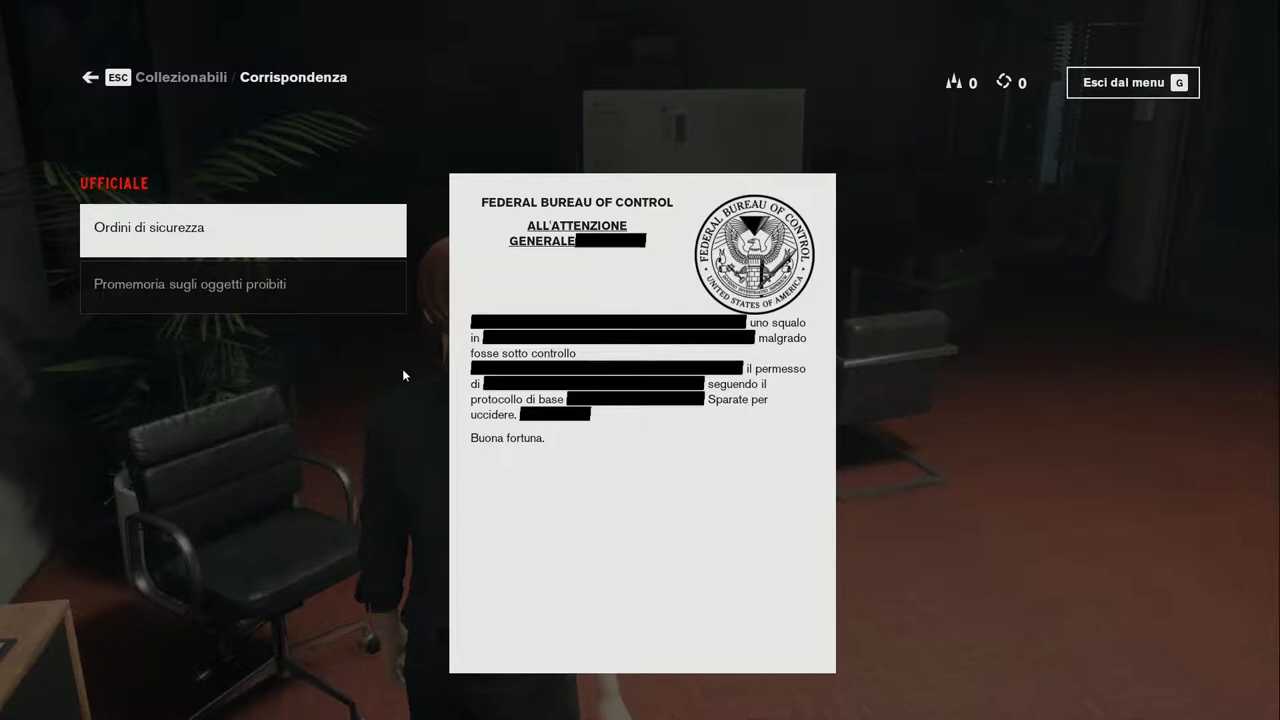 ESC Collezionabili / Corrispondenza
0 0 Esci dal menu G
UFFICIALE
Ordini di sicurezza
Promemoria sugli oggetti proibiti
FEDERAL BUREAU OF CONTROL
ALL'ATTENZIONE
GENERALE
FEDERAL BUREAU OF CONTROL
UNITED STATES OF AMERICA
uno squalo
in malgrado
fosse sotto controllo
il permesso
di seguendo il
protocollo di base Sparate per
uccidere.
Buona fortuna.